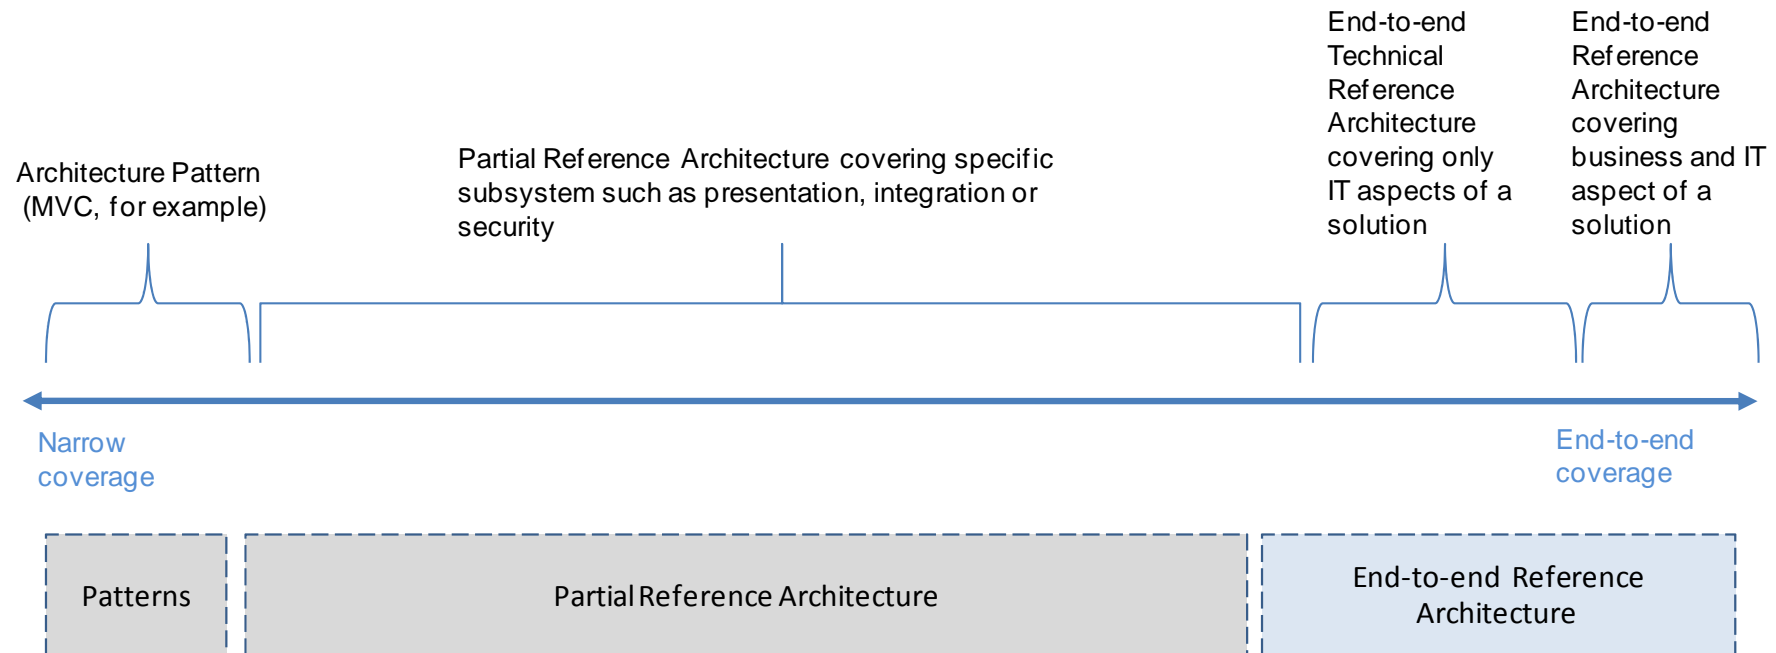 Architecture Pattern
(MVC, for example)
Partial Reference Architecture covering specific
subsystem such as presentation, integration or
security
End-to-end
Technical
Reference
Architecture
covering only
IT aspects of a
solution
End-to-end
Reference
Architecture
covering
business and IT
aspect of a
solution
Narrow
coverage
End-to-end
coverage
Patterns
Partial Reference Architecture
End-to-end Reference
Architecture